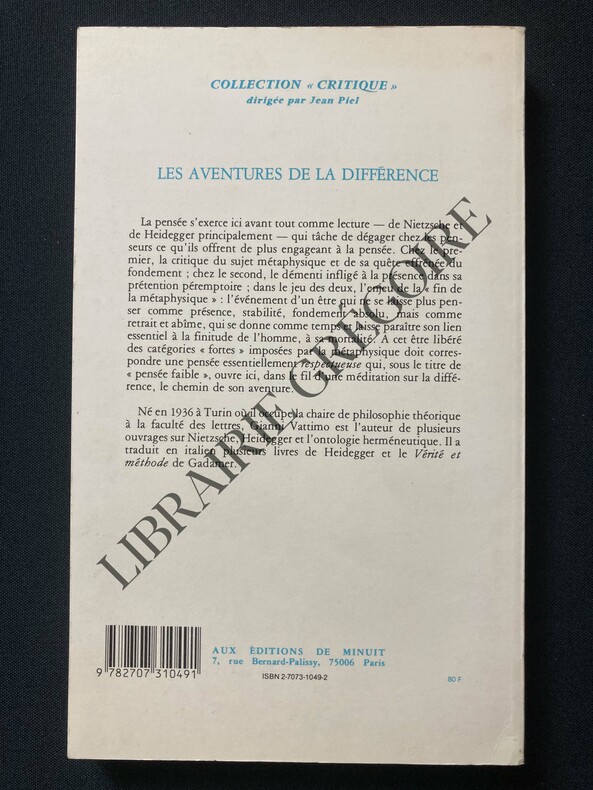 COLLECTION « CRITIQUE »
dirigée par Jean Piel
LES AVENTURES DE LA DIFFÉRENCE
La pensée s'exerce ici avant tout comme lecture — de Nietzsche et
de Heidegger principalement — qui tâche de dégager chez les pen-
seurs ce qu'ils offrent de plus engageant à la pensée. Chez le pre-
mier, la critique du sujet métaphysique et de sa quête effrénée du
fondement ; chez le second, le démenti infligé à la présence dans sa
prétention péremptoire ; dans le jeu des deux, l'enjeu de la « fin de
la métaphysique » : l'événement d'un être qui ne se laisse plus pen-
ser comme présence, stabilité, fondement absolu, mais comme
retrait et abîme, qui se donne comme temps et laisse paraître son lien
essentiel à la finitude de l'homme, à sa mortalité. A cet être libéré
des catégories « fortes » imposées par la métaphysique doit corres-
pondre une pensée essentiellement respectueuse qui, sous le titre de
« pensée faible », ouvre ici, dans le fil d'une méditation sur la diffé-
rence, le chemin de son aventure.
Né en 1936 à Turin où il occupe la chaire de philosophie théorique
à la faculté des lettres, Gianni Vattimo est l'auteur de plusieurs
ouvrages sur Nietzsche, Heidegger et l'ontologie herméneutique. Il a
traduit en italien plusieurs livres de Heidegger et le Vérité et
méthode de Gadamer.
LIBRAIRIE GREGOIRE
AUX ÉDITIONS DE MINUIT
7, rue Bernard-Palissy, 75006 Paris
9 782707 310491
ISBN 2-7073-1049-2
80 F